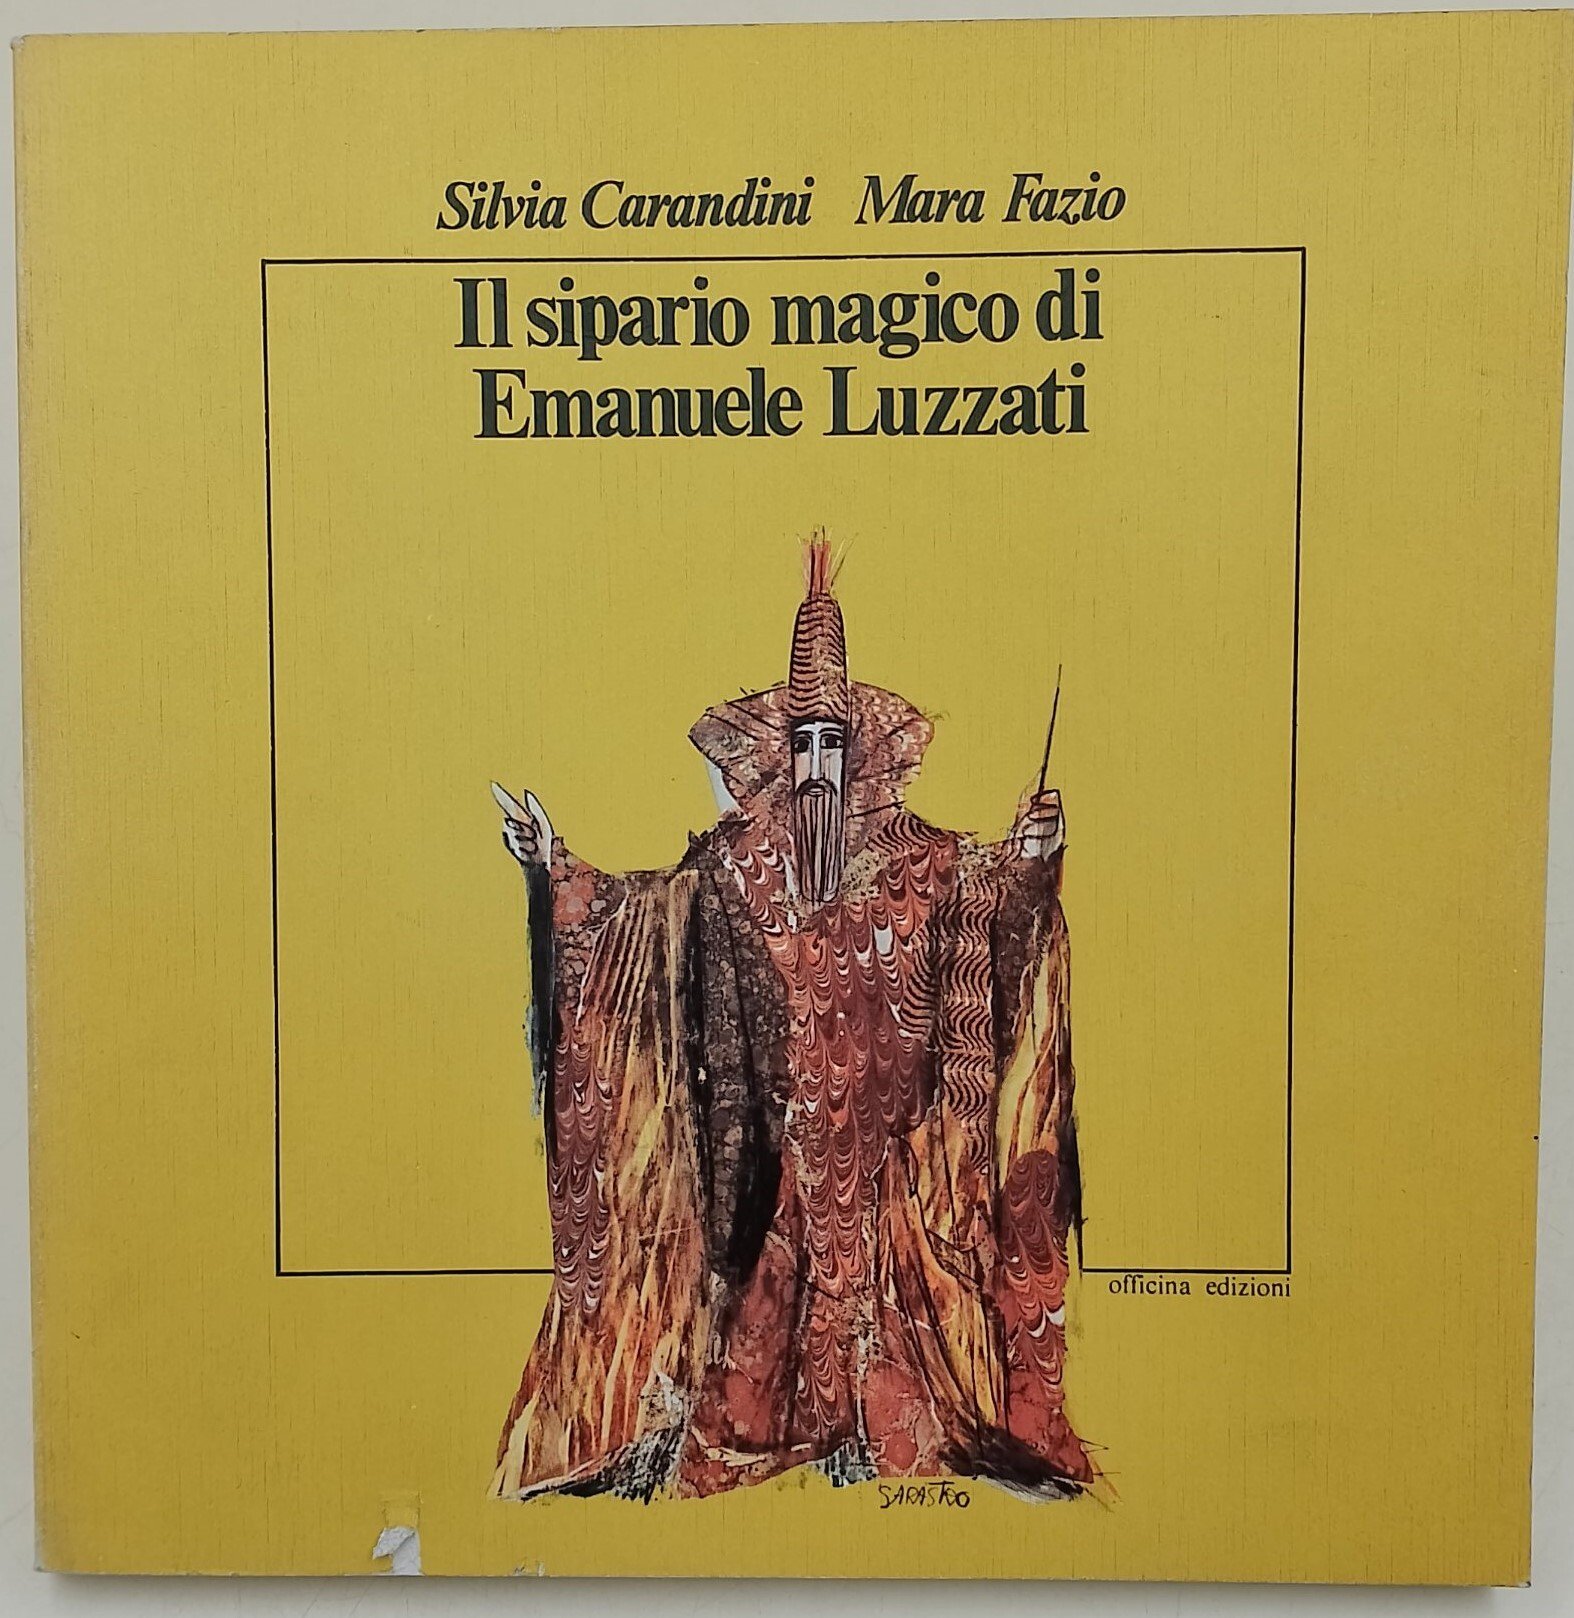 Silvia Carandini Mara Fazio
Il sipario magico di
Emanuele Luzzati
officina edizioni
SARASTRO